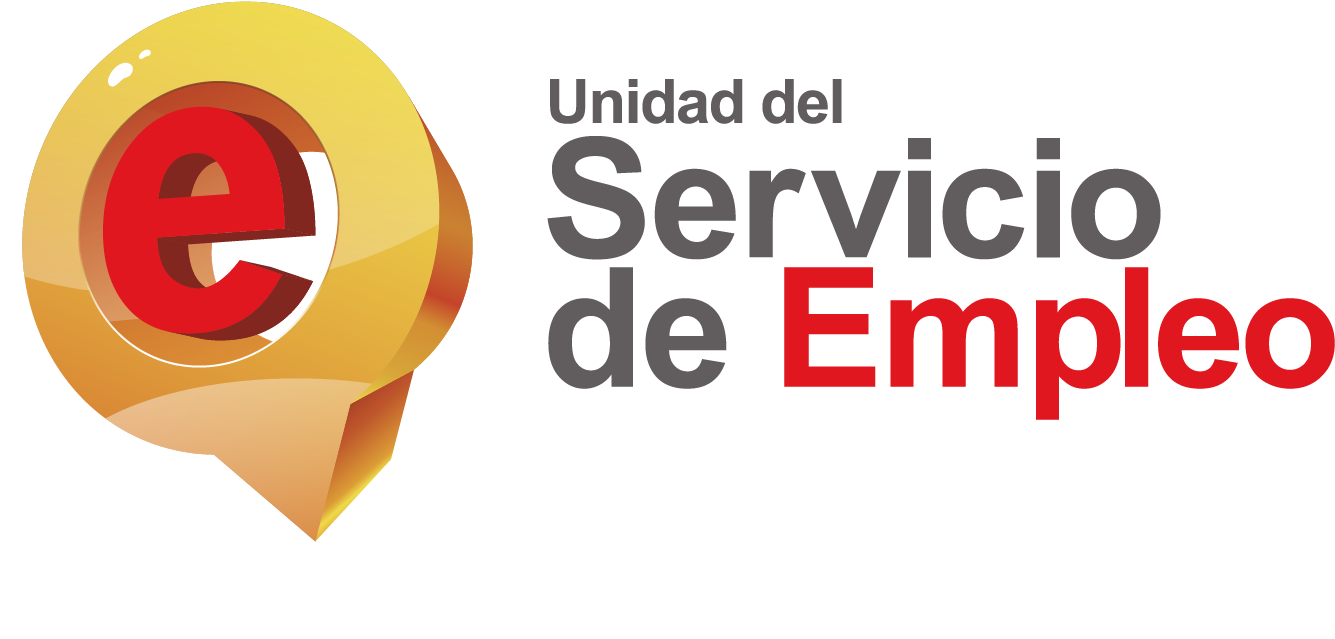 e
Unidad del
Servicio
de Empleo